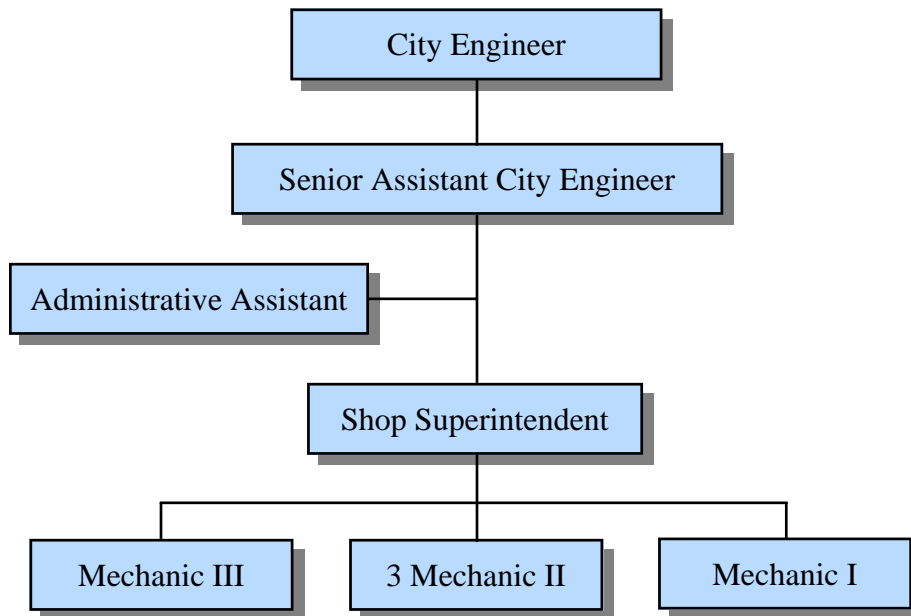 City Engineer
Senior Assistant City Engineer
Administrative Assistant
Shop Superintendent
Mechanic III
3 Mechanic II
Mechanic I